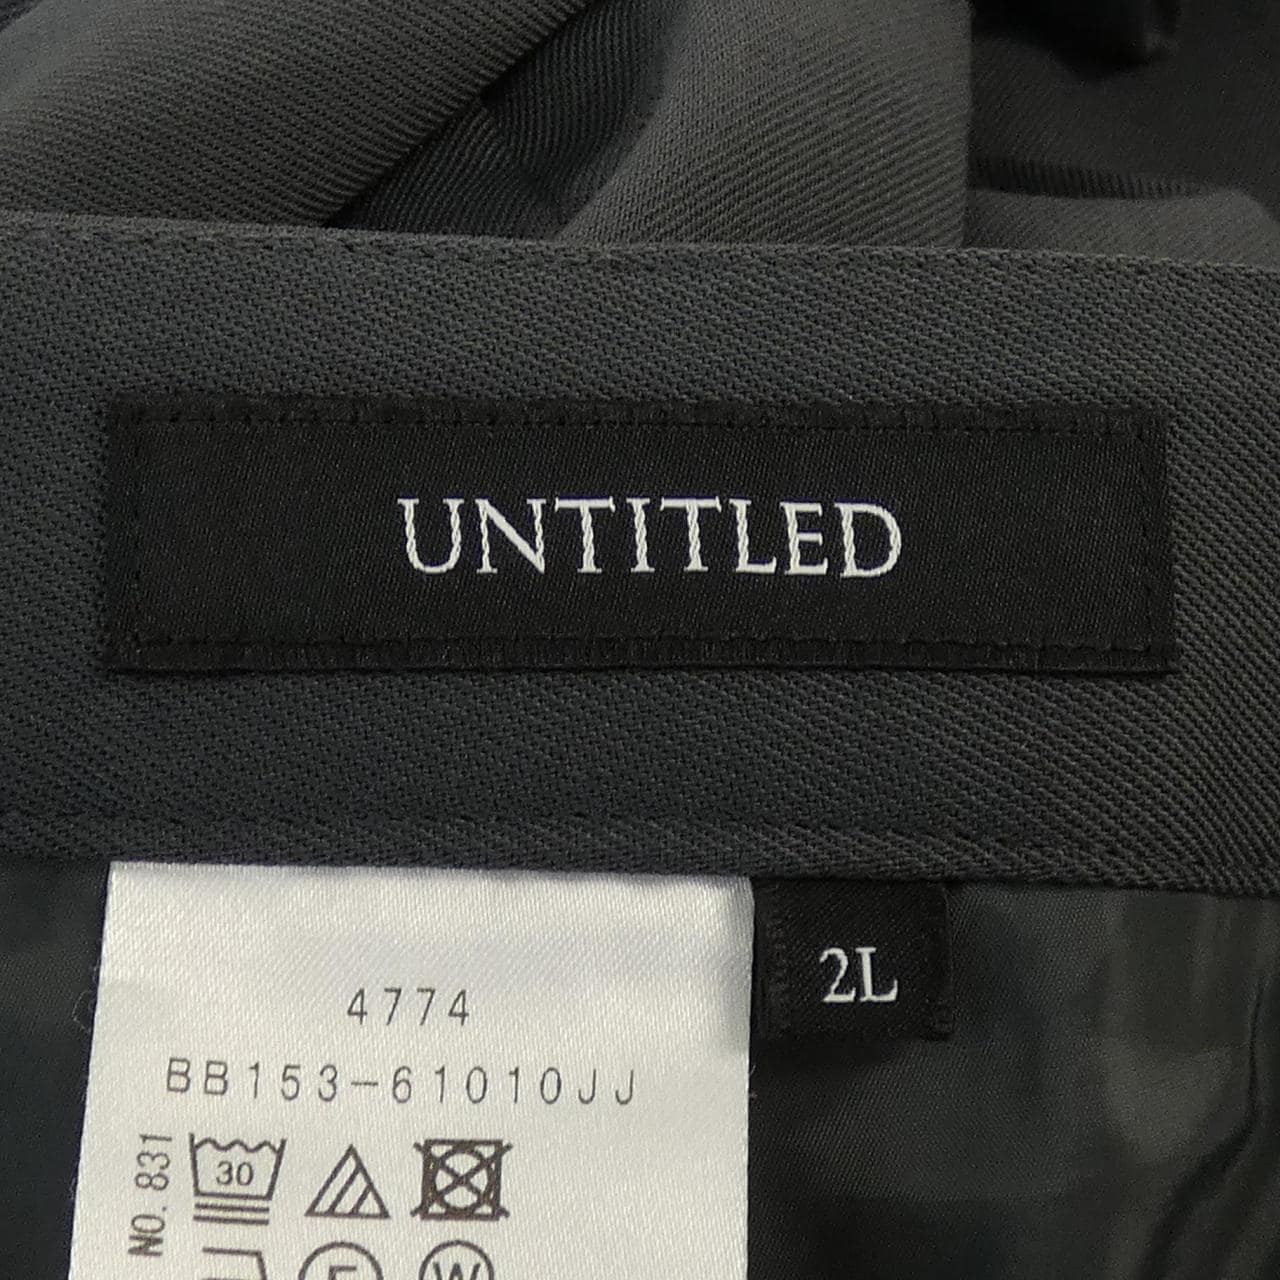 UNTITLED
2L
4774
BB153-61010JJ
NO. 831
30
F
W